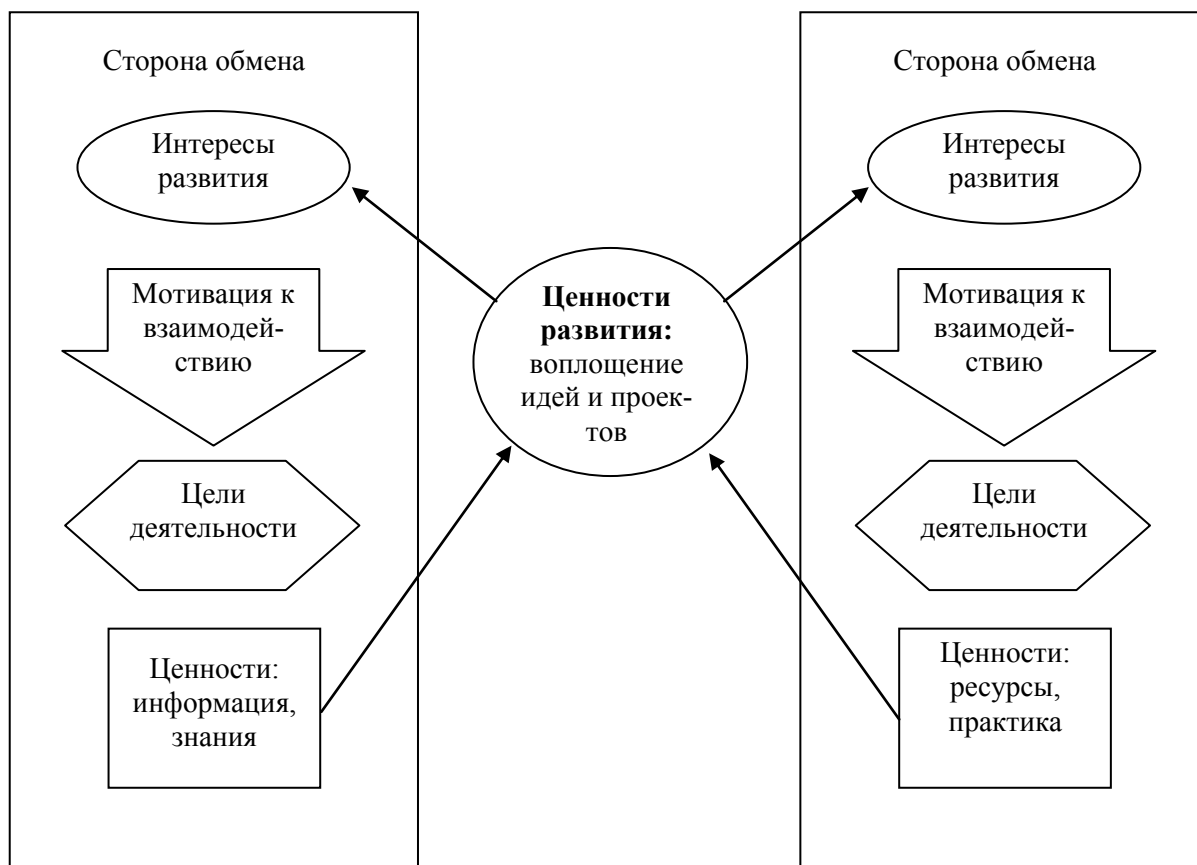 Сторона обмена
Интересы
развития
Мотивация к
взаимодей-
ствию
Цели
деятельности
Ценности:
информация,
знания
Ценности
развития:
воплощение
идей и проек-
тов
Сторона обмена
Интересы
развития
Мотивация к
взаимодей-
ствию
Цели
деятельности
Ценности:
ресурсы,
практика